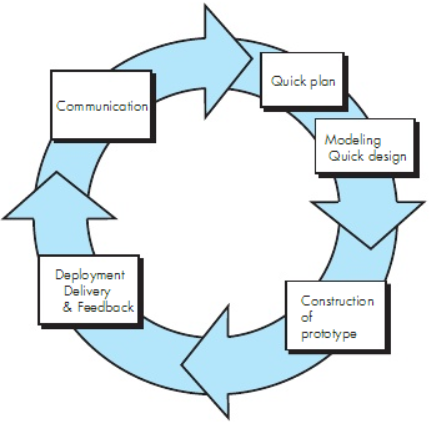 Communication
Quick plan
Modeling
Quick design
Construction
of
prototype
Deployment
Delivery
& Feedback